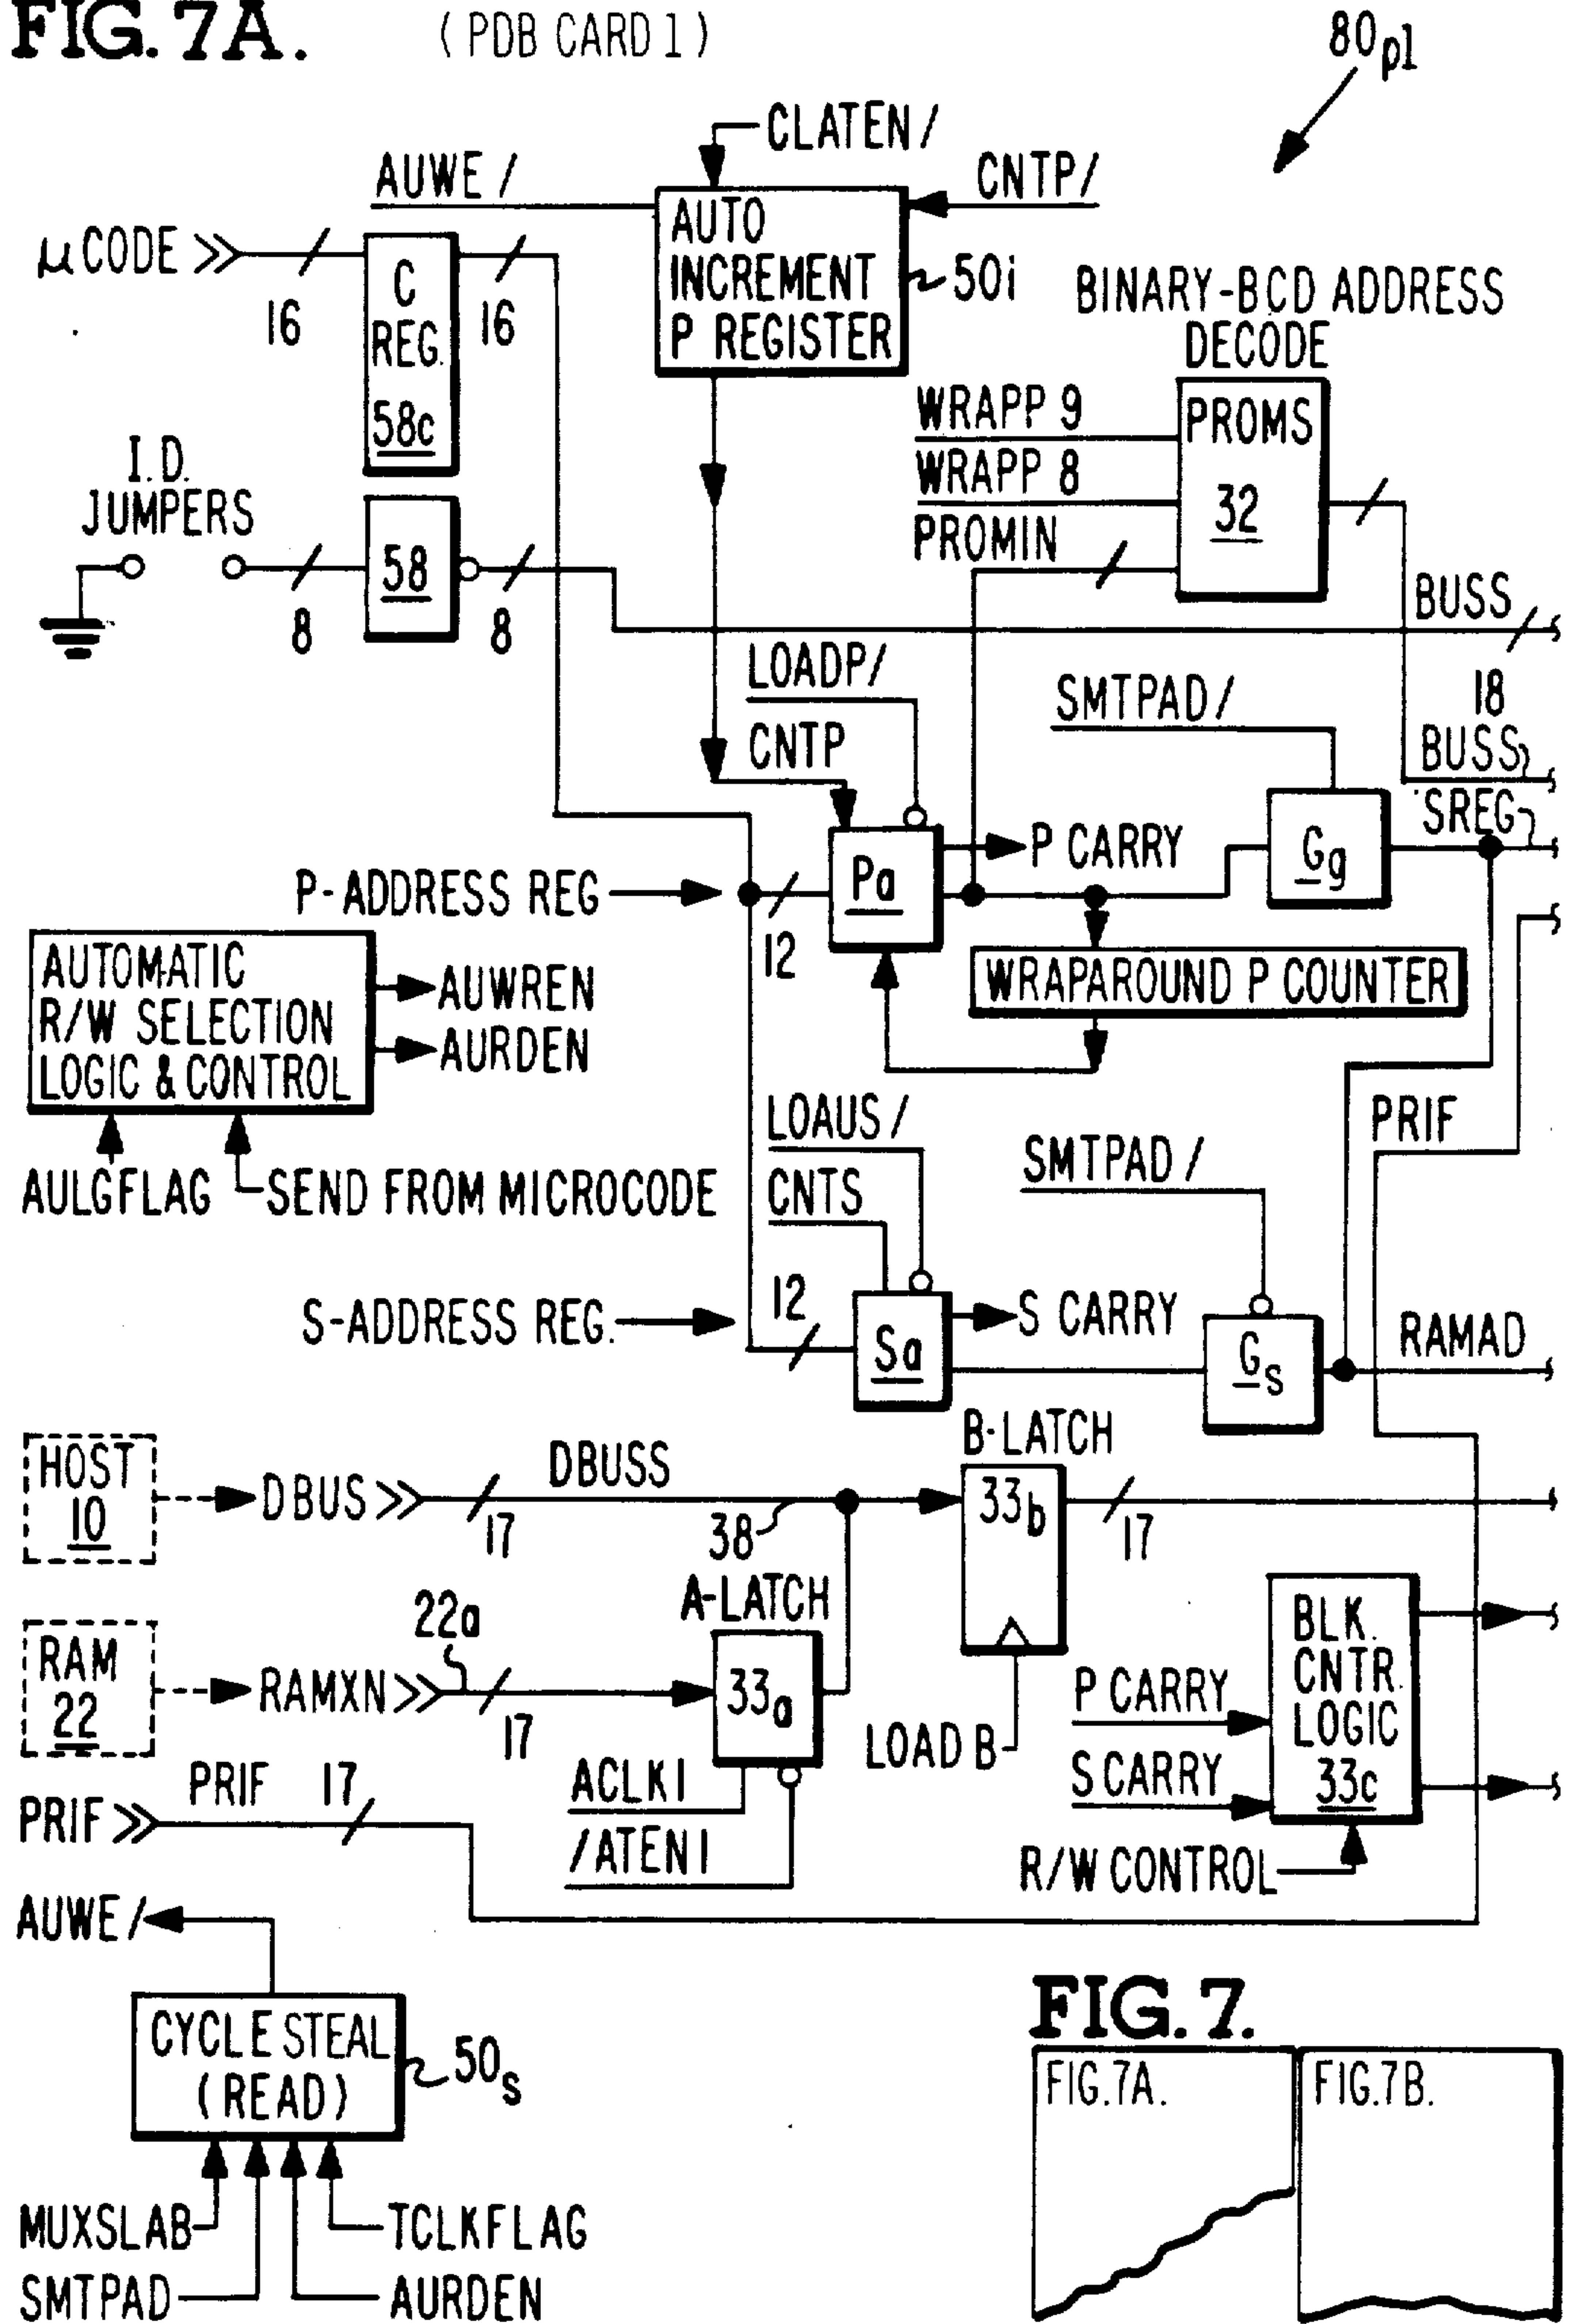 FIG. 7A.
(PDB CARD 1)
80p1
CLATEN/
AUWE /
CNTP/
AUTO
INCREMENT
P REGISTER
50i
µ CODE
16
C
REG.
58c
16
BINARY-BCD ADDRESS
DECODE
WRAPP 9
WRAPP 8
PROMIN
PROMS
32
I.D.
JUMPERS
8
58
8
BUSS
18
LOADP/
CNTP
SMTPAD/
BUSS
SREG
P-ADDRESS REG
12
Pa
P CARRY
Gg
WRAPAROUND P COUNTER
AUTOMATIC
R/W SELECTION
LOGIC & CONTROL
AUWREN
AURDEN
AULGFLAG
SEND FROM MICROCODE
LOAUS /
CNTS
SMTPAD /
PRIF
S-ADDRESS REG.
12
Sa
S CARRY
Gs
RAMAD
HOST
10
DBUS
17
DBUSS
38
B-LATCH
33b
17
LOAD B
RAM
22
RAMXN
22a
17
A-LATCH
33a
ACLK1
/ATEN1
BLK.
CNTR.
LOGIC
33c
P CARRY
S CARRY
R/W CONTROL
PRIF
PRIF
17
AUWE/
CYCLE STEAL
(READ)
50s
MUXSLAB
SMTPAD
TCLKFLAG
AURDEN
FIG. 7.
FIG.7A.
FIG.7B.